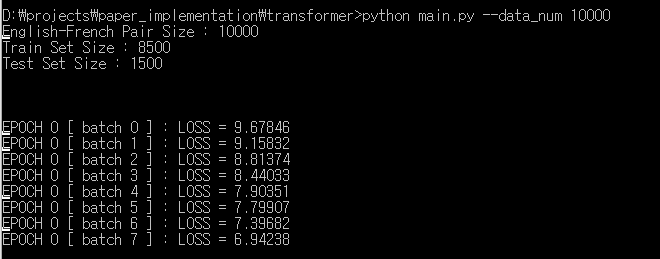 D:₩projects₩paper_implementation₩transformer>python main.py --data_num 10000
English-French Pair Size : 10000
Train Set Size : 8500
Test Set Size : 1500
EPOCH 0 [ batch 0 ] : LOSS = 9.67846
EPOCH 0 [ batch 1 ] : LOSS = 9.15832
EPOCH 0 [ batch 2 ] : LOSS = 8.81374
EPOCH 0 [ batch 3 ] : LOSS = 8.44033
EPOCH 0 [ batch 4 ] : LOSS = 7.90351
EPOCH 0 [ batch 5 ] : LOSS = 7.79907
EPOCH 0 [ batch 6 ] : LOSS = 7.39682
EPOCH 0 [ batch 7 ] : LOSS = 6.94238